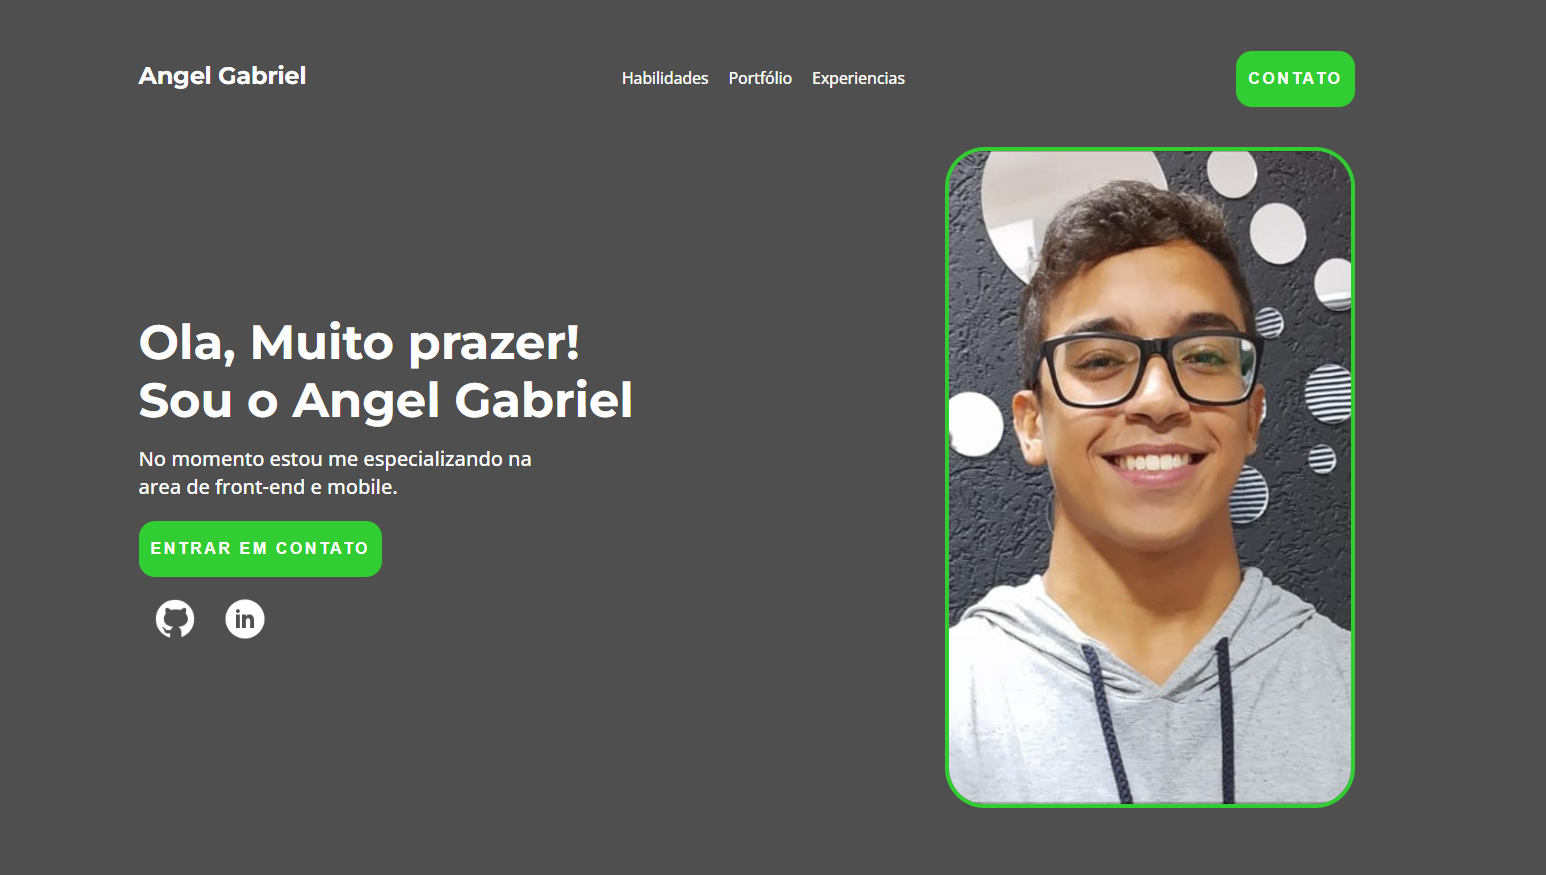 Angel Gabriel
Habilidades Portfólio Experiencias
CONTATO
Ola, Muito prazer!
Sou o Angel Gabriel
No momento estou me especializando na
area de front-end e mobile.
ENTRAR EM CONTATO
in